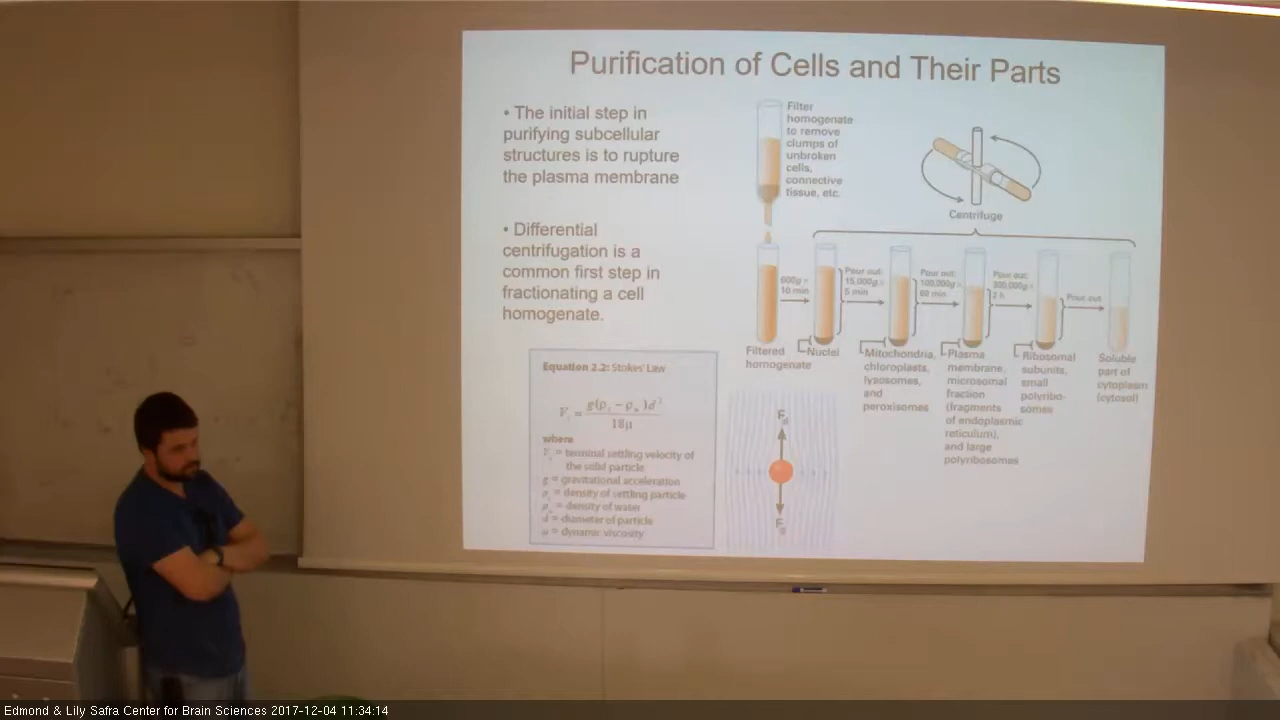 Purification of Cells and Their Parts
• The initial step in
purifying subcellular
structures is to rupture
the plasma membrane
• Differential
centrifugation is a
common first step in
fractionating a cell
homogenate.
Filter
homogenate
to remove
clumps of
unbroken
cells,
connective
tissue, etc.
Centrifuge
600g ×
10 min
Pour out:
15,000g ×
5 min
Pour out:
100,000g ×
60 min
Pour out:
300,000g ×
2 h
Pour out
Filtered
homogenate
Nuclei
Mitochondria,
chloroplasts,
lysosomes,
and
peroxisomes
Plasma
membrane,
microsomal
fraction
(fragments
of endoplasmic
reticulum),
and large
polyribosomes
Ribosomal
subunits,
small
polyribo-
somes
Soluble
part of
cytoplasm
(cytosol)
Equation 2.2: Stokes' Law
18μ
where
= terminal settling velocity of
the solid particle
g = gravitational acceleration
= density of settling particle
= density of water
d = diameter of particle
= dynamic viscosity
Fd
Fg
Edmond & Lily Safra Center for Brain Sciences 2017-12-04 11:34:14